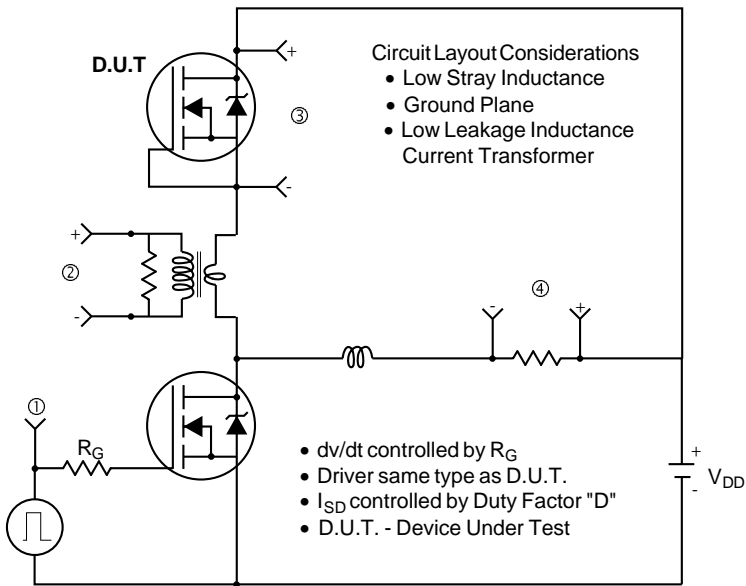 D.U.T
+
③
-
Circuit Layout Considerations
• Low Stray Inductance
• Ground Plane
• Low Leakage Inductance
Current Transformer
+
②
-
④
-
+
①
R_G
• dv/dt controlled by R_G
• Driver same type as D.U.T.
• I_SD controlled by Duty Factor "D"
• D.U.T. - Device Under Test
+
V_DD
-